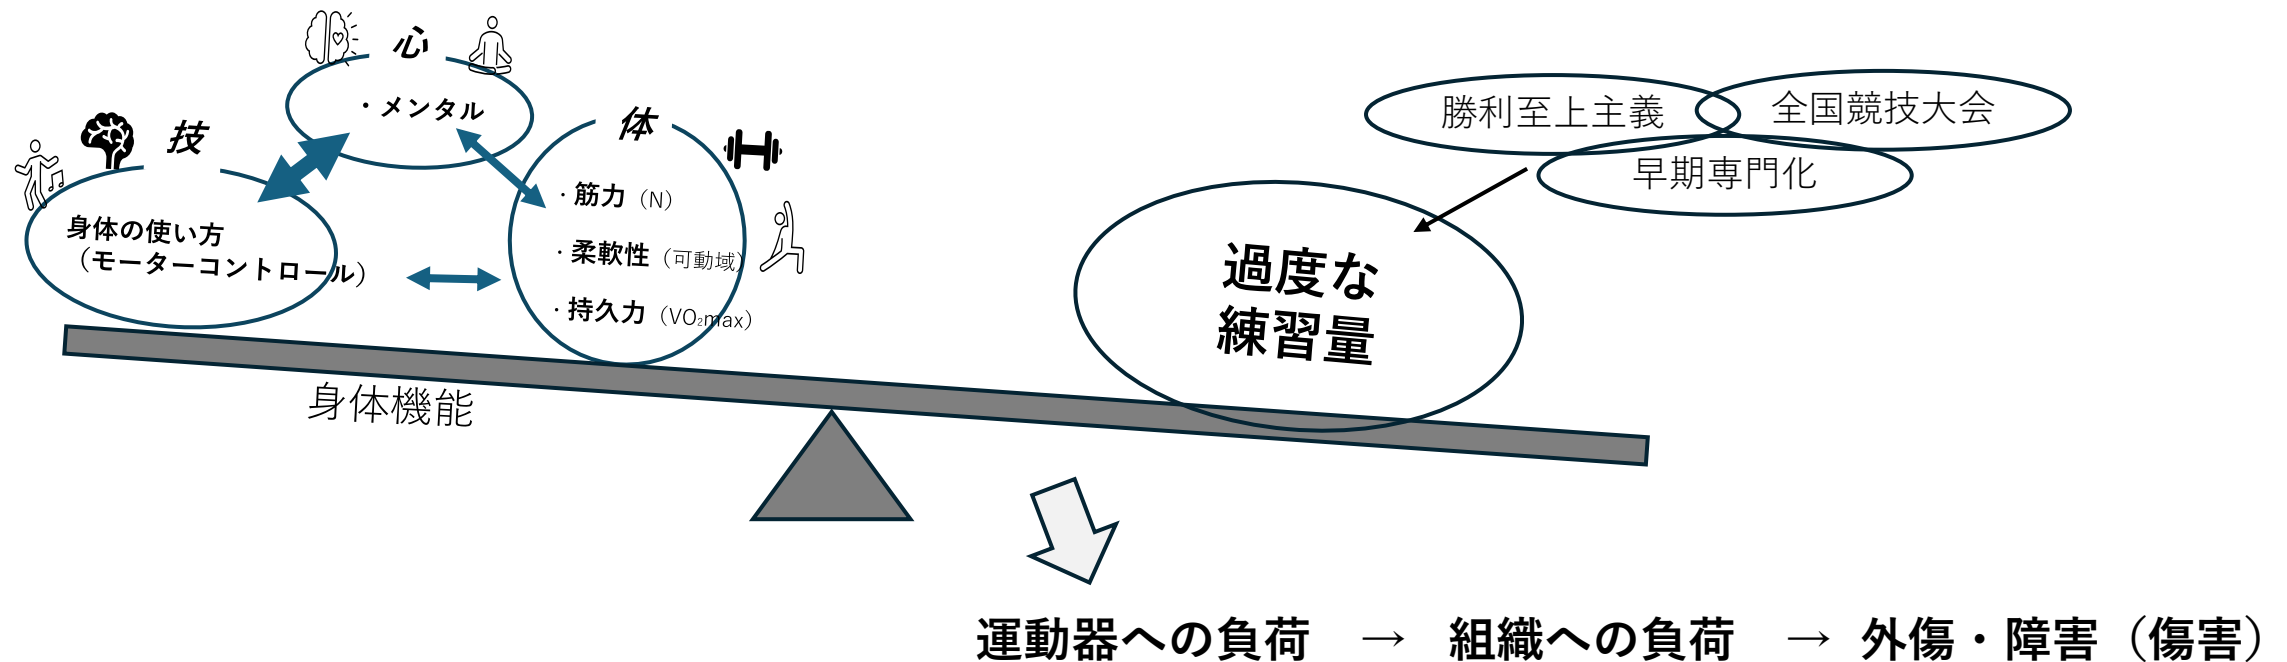 心
・メンタル
技
身体の使い方
（モーターコントロール）
体
・筋力（N）
・柔軟性（可動域）
・持久力（VO₂max）
身体機能
勝利至上主義
全国競技大会
早期専門化
過度な
練習量
運動器への負荷　→　組織への負荷　→　外傷・障害（傷害）